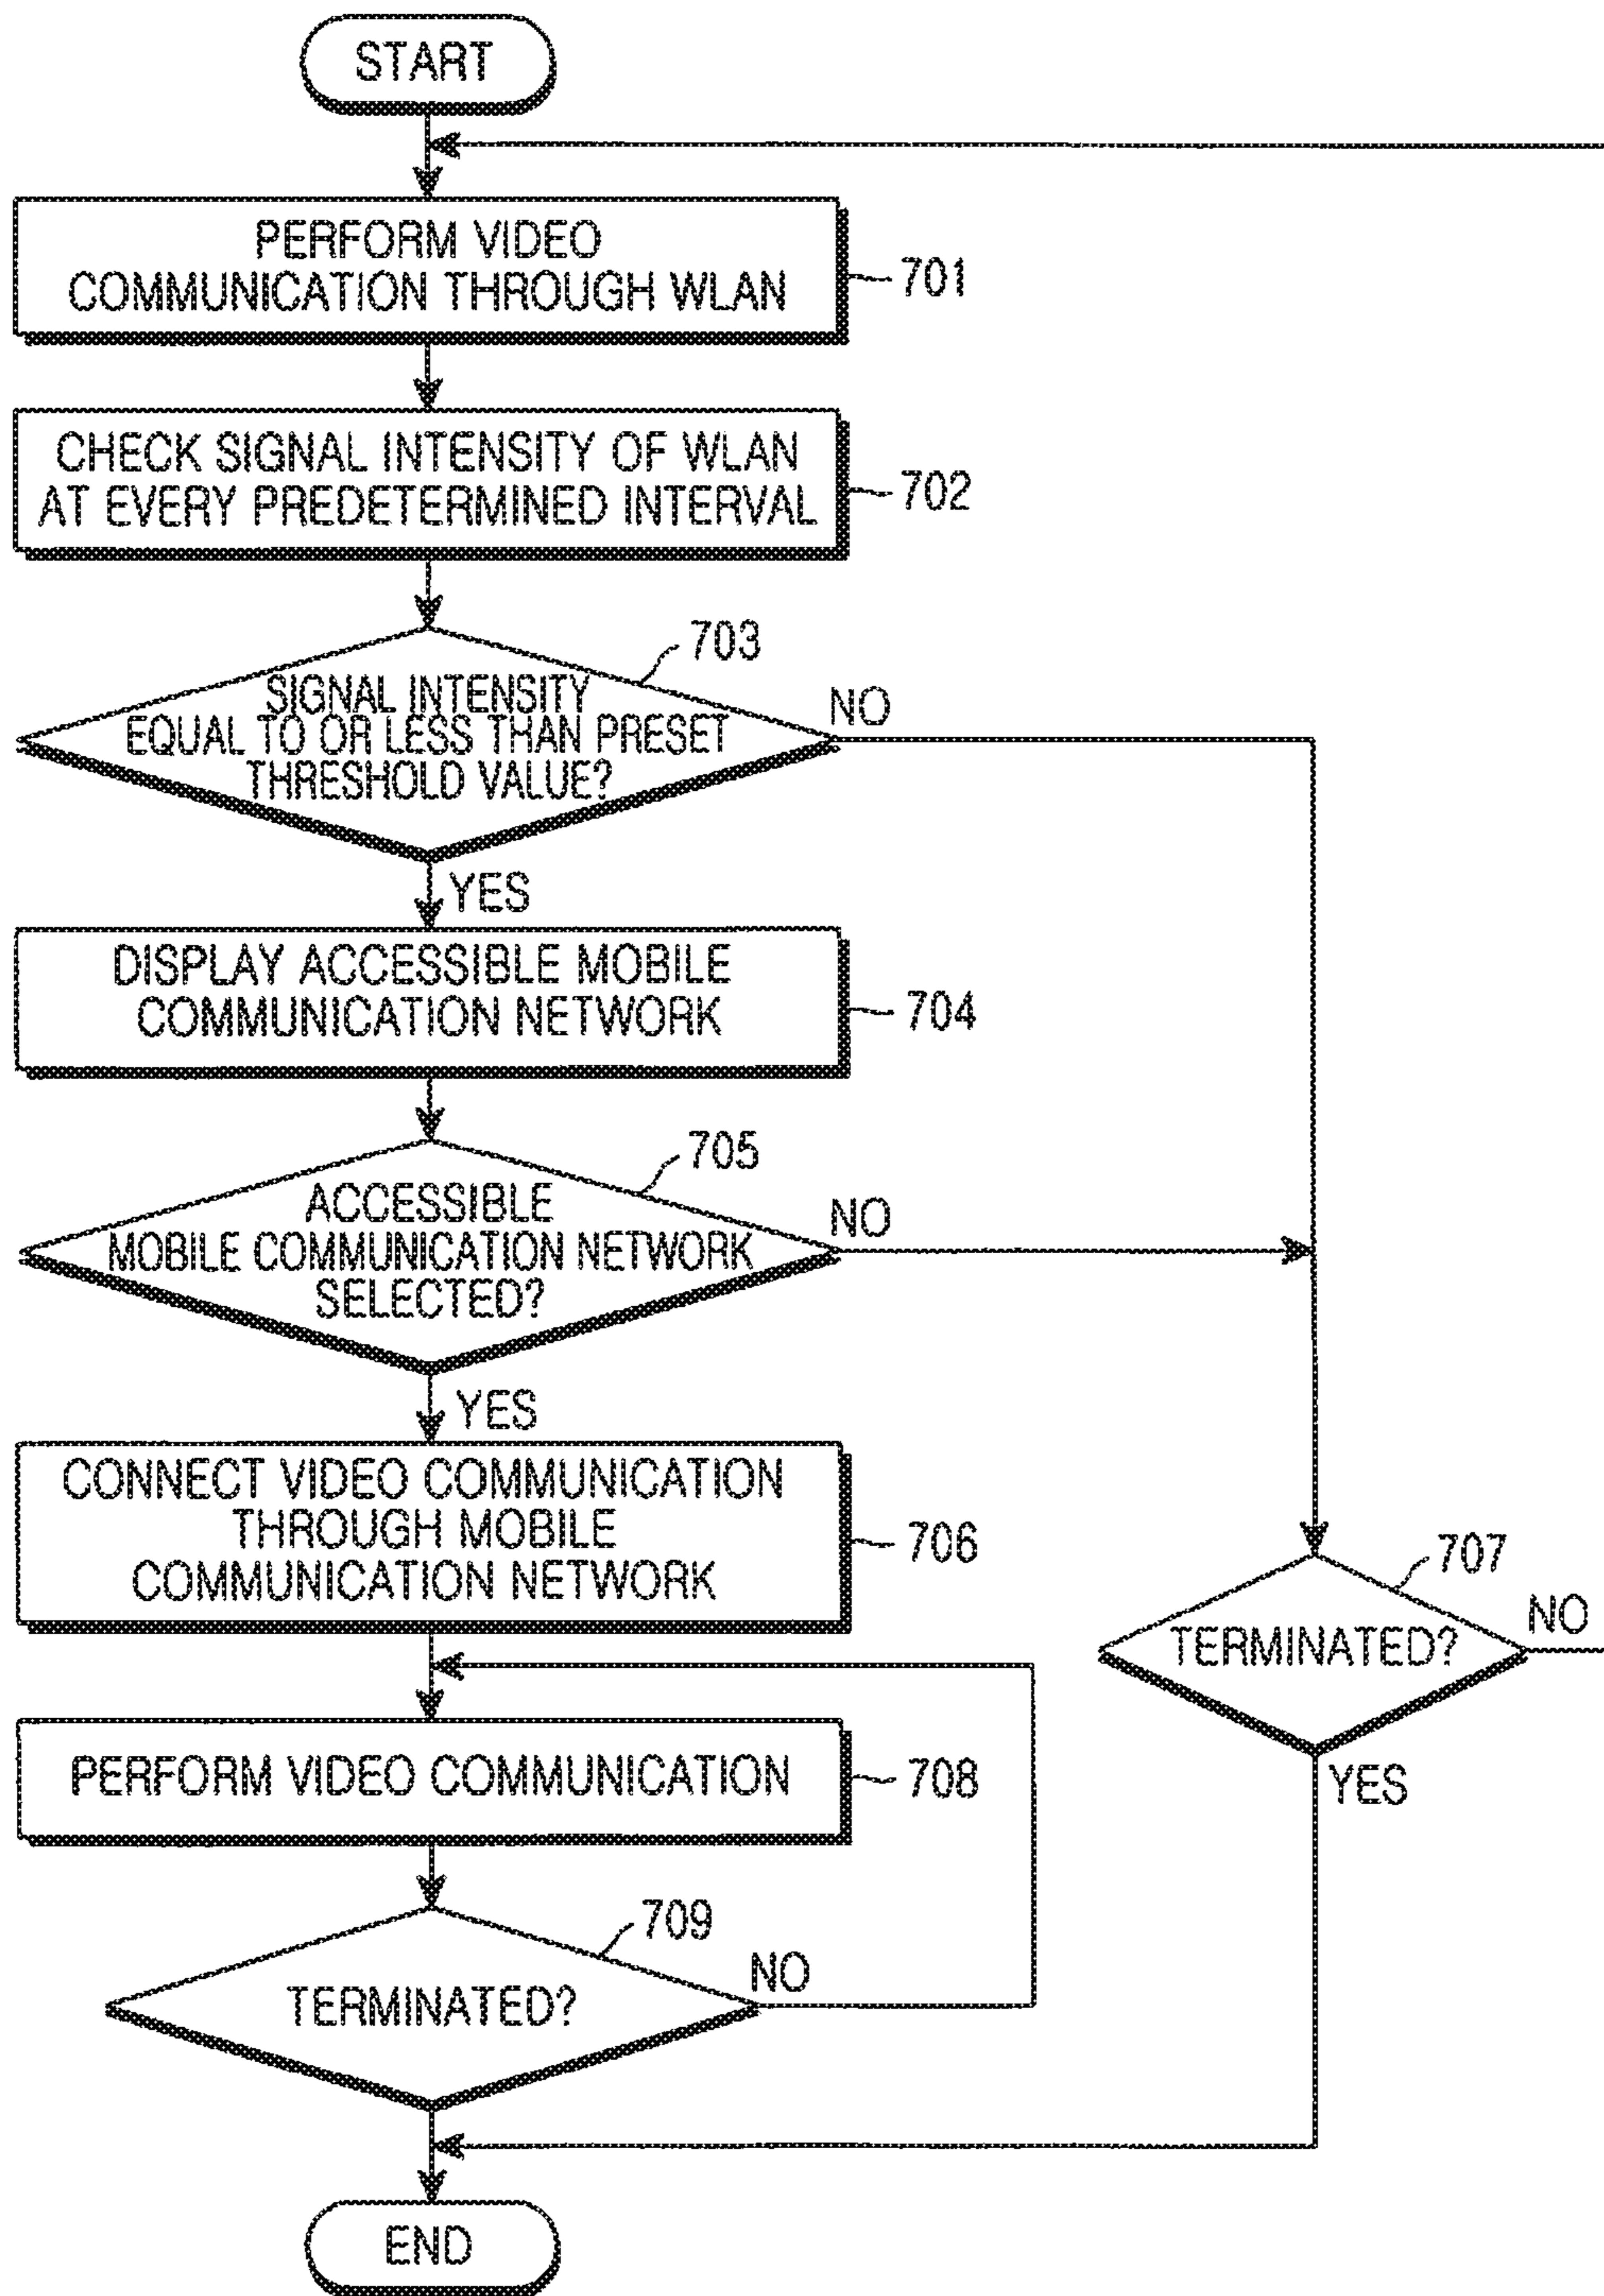 START
PERFORM VIDEO
COMMUNICATION THROUGH WLAN
701
CHECK SIGNAL INTENSITY OF WLAN
AT EVERY PREDETERMINED INTERVAL
702
703
SIGNAL INTENSITY
EQUAL TO OR LESS THAN PRESET
THRESHOLD VALUE?
NO
YES
DISPLAY ACCESSIBLE MOBILE
COMMUNICATION NETWORK
704
705
ACCESSIBLE
MOBILE COMMUNICATION NETWORK
SELECTED?
NO
YES
CONNECT VIDEO COMMUNICATION
THROUGH MOBILE
COMMUNICATION NETWORK
706
707
TERMINATED?
NO
YES
PERFORM VIDEO COMMUNICATION
708
709
TERMINATED?
NO
END